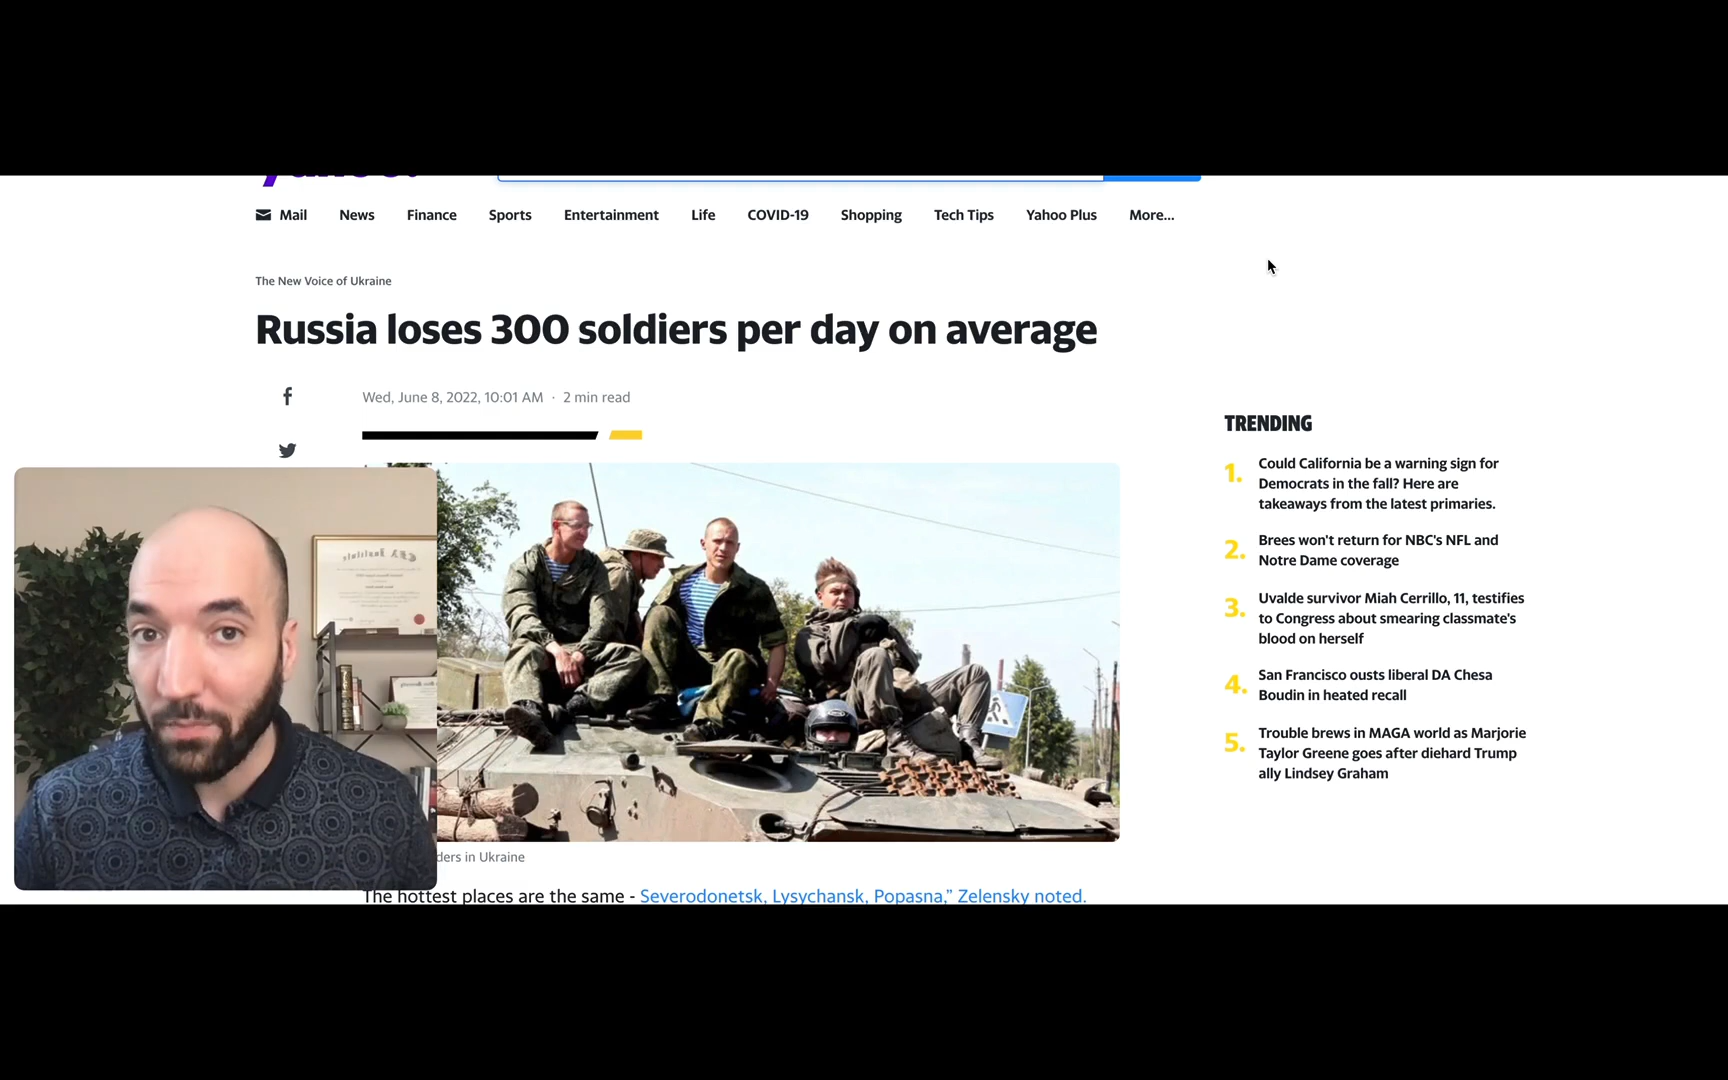 Mail News Finance Sports Entertainment Life COVID-19 Shopping Tech Tips Yahoo Plus More...
The New Voice of Ukraine
Russia loses 300 soldiers per day on average
Wed, June 8, 2022, 10:01 AM · 2 min read
ders in Ukraine
The hottest places are the same - Severodonetsk, Lysychansk, Popasna,” Zelensky noted.
TRENDING
1. Could California be a warning sign for
Democrats in the fall? Here are
takeaways from the latest primaries.
2. Brees won't return for NBC's NFL and
Notre Dame coverage
3. Uvalde survivor Miah Cerrillo, 11, testifies
to Congress about smearing classmate's
blood on herself
4. San Francisco ousts liberal DA Chesa
Boudin in heated recall
5. Trouble brews in MAGA world as Marjorie
Taylor Greene goes after diehard Trump
ally Lindsey Graham